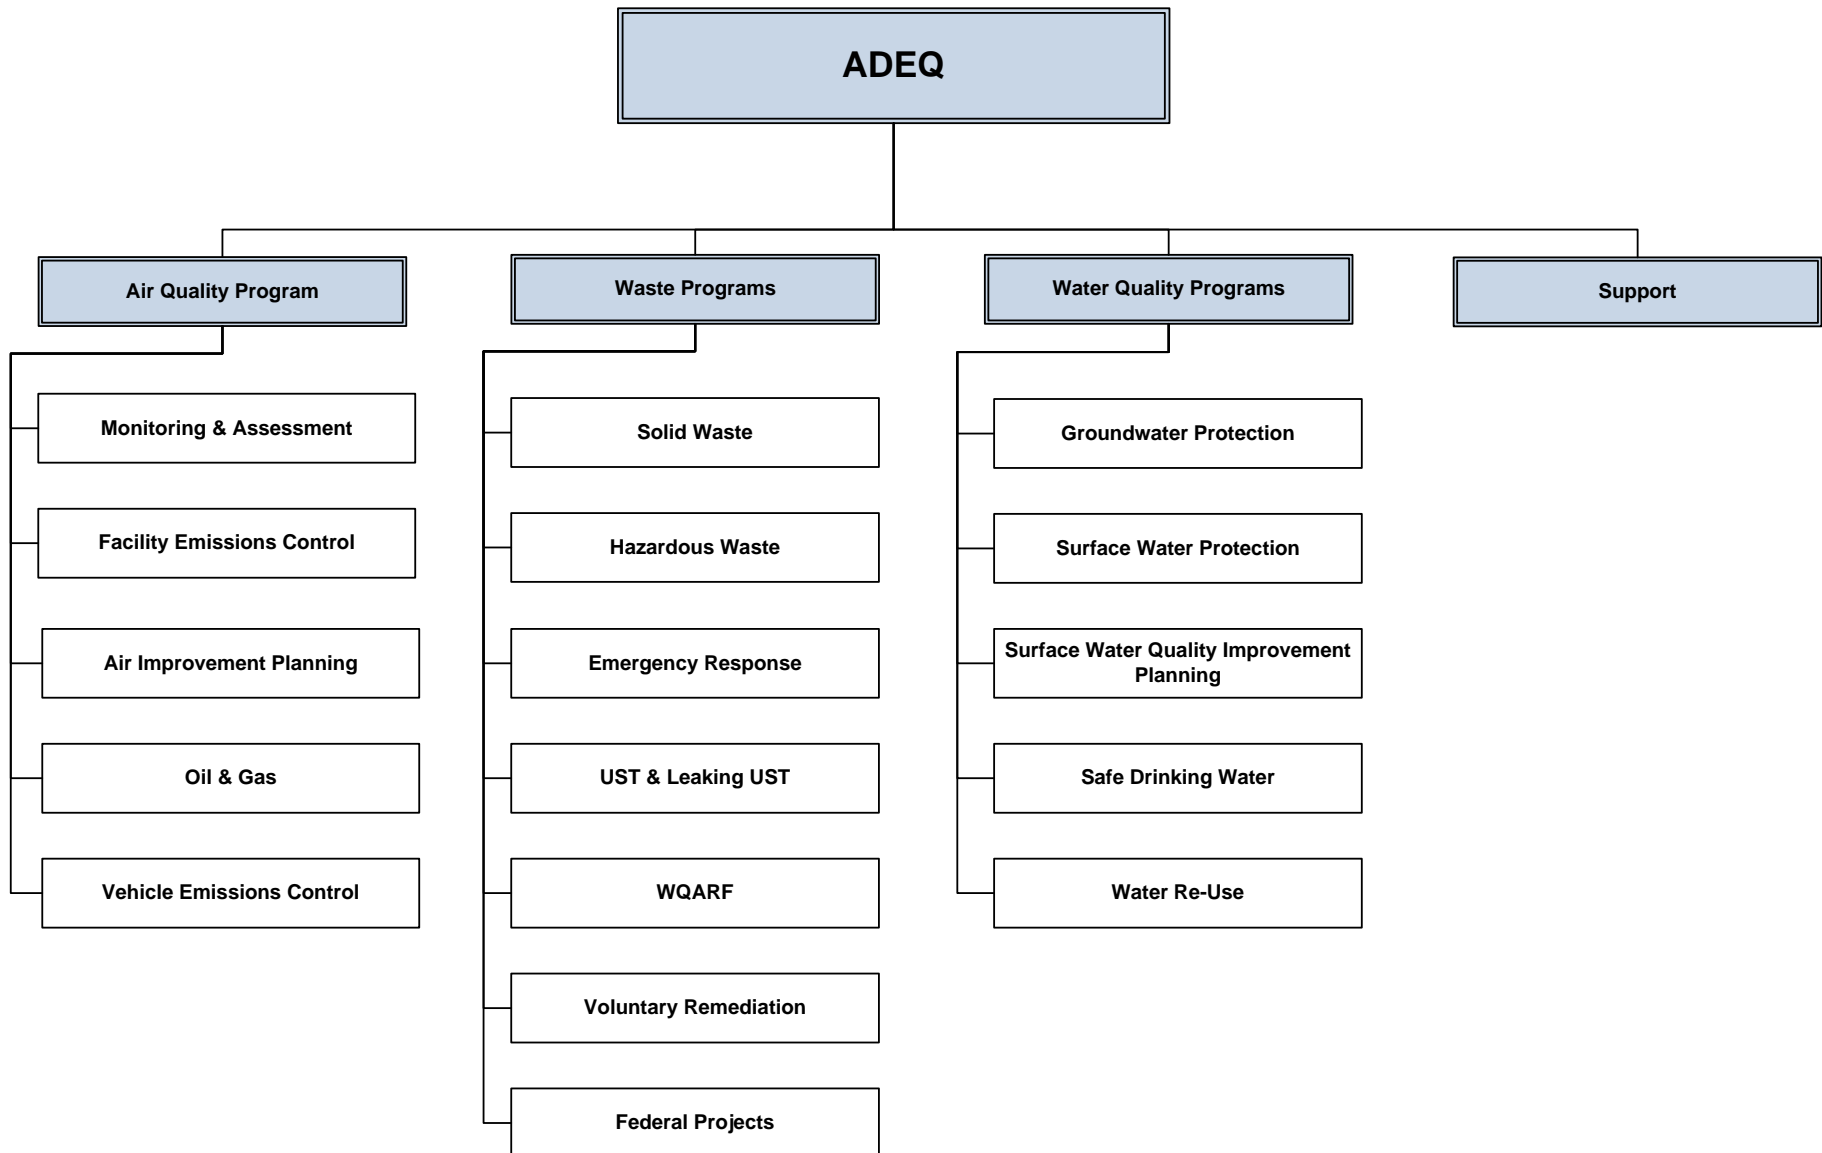 ADEQ
Air Quality Program
Waste Programs
Water Quality Programs
Support
Monitoring & Assessment
Facility Emissions Control
Air Improvement Planning
Oil & Gas
Vehicle Emissions Control
Solid Waste
Hazardous Waste
Emergency Response
UST & Leaking UST
WQARF
Voluntary Remediation
Federal Projects
Groundwater Protection
Surface Water Protection
Surface Water Quality Improvement
Planning
Safe Drinking Water
Water Re-Use